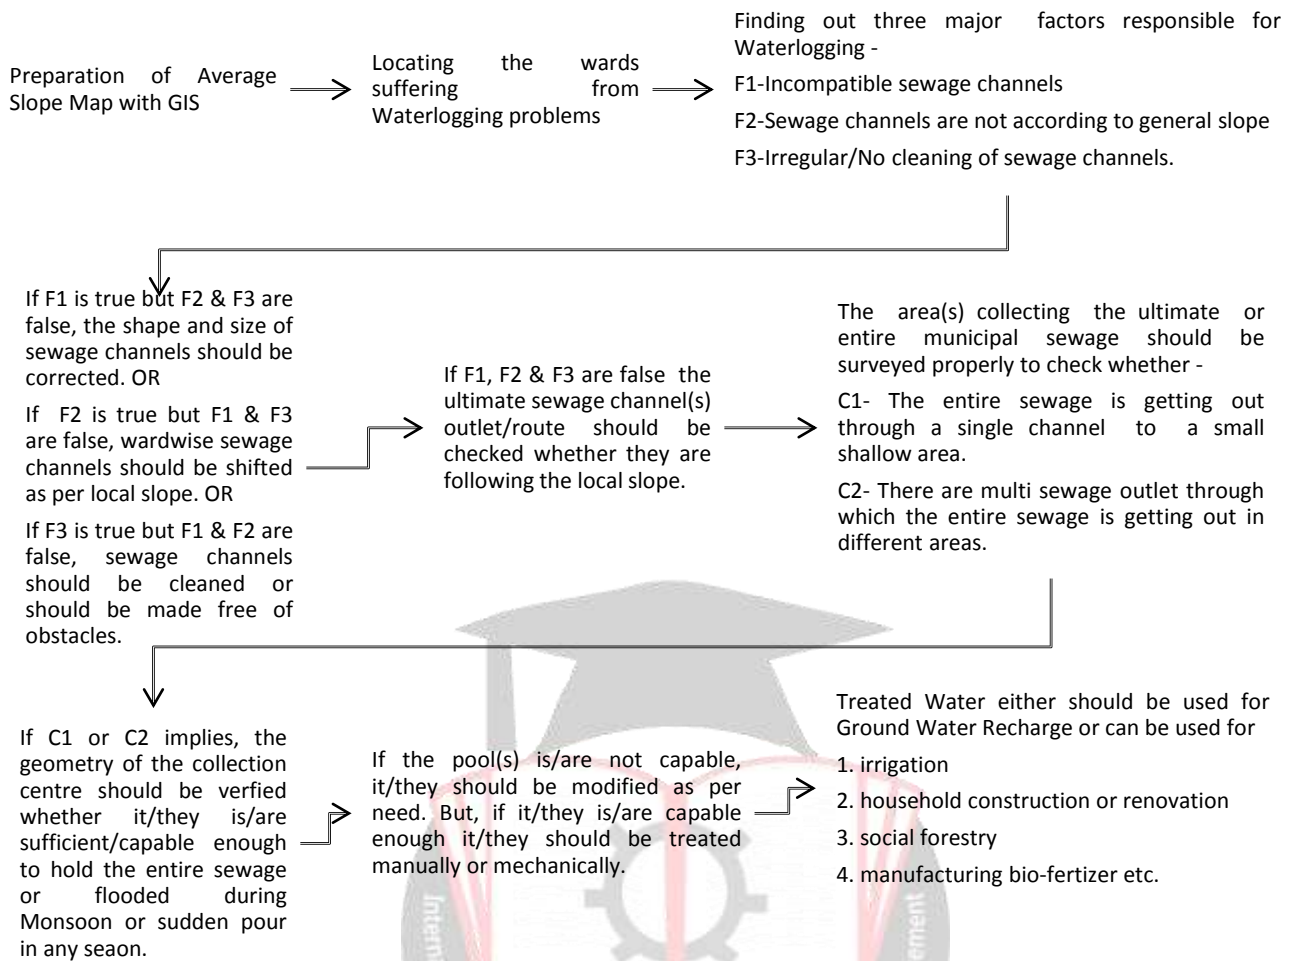 Preparation of Average
Slope Map with GIS
Locating the wards
suffering from
Waterlogging problems
Finding out three major factors responsible for
Waterlogging -
F1-Incompatible sewage channels
F2-Sewage channels are not according to general slope
F3-Irregular/No cleaning of sewage channels.
If F1 is true but F2 & F3 are
false, the shape and size of
sewage channels should be
corrected. OR
If F2 is true but F1 & F3
are false, wardwise sewage
channels should be shifted
as per local slope. OR
If F3 is true but F1 & F2 are
false, sewage channels
should be cleaned or
should be made free of
obstacles.
If F1, F2 & F3 are false the
ultimate sewage channel(s)
outlet/route should be
checked whether they are
following the local slope.
The area(s) collecting the ultimate or
entire municipal sewage should be
surveyed properly to check whether -
C1- The entire sewage is getting out
through a single channel to a small
shallow area.
C2- There are multi sewage outlet through
which the entire sewage is getting out in
different areas.
If C1 or C2 implies, the
geometry of the collection
centre should be verfied
whether it/they is/are
sufficient/capable enough
to hold the entire sewage
or flooded during
Monsoon or sudden pour
in any seaon.
If the pool(s) is/are not capable,
it/they should be modified as per
need. But, if it/they is/are capable
enough it/they should be treated
manually or mechanically.
Treated Water either should be used for
Ground Water Recharge or can be used for
1. irrigation
2. household construction or renovation
3. social forestry
4. manufacturing bio-fertizer etc.
Intern
ement